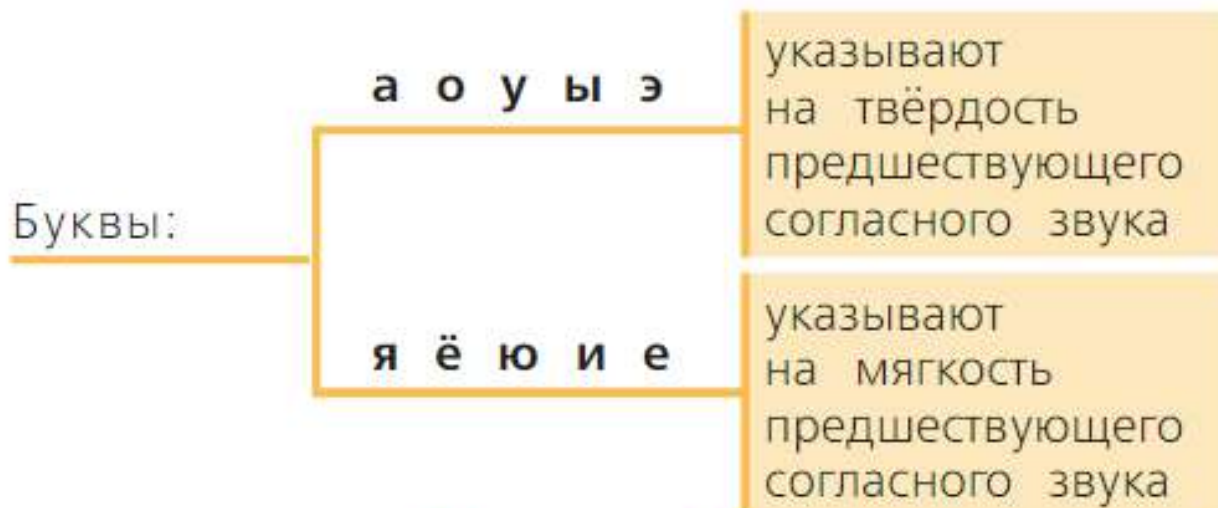 Буквы:
а о у ы э
указывают
на твёрдость
предшествующего
согласного звука
я ё ю и е
указывают
на мягкость
предшествующего
согласного звука